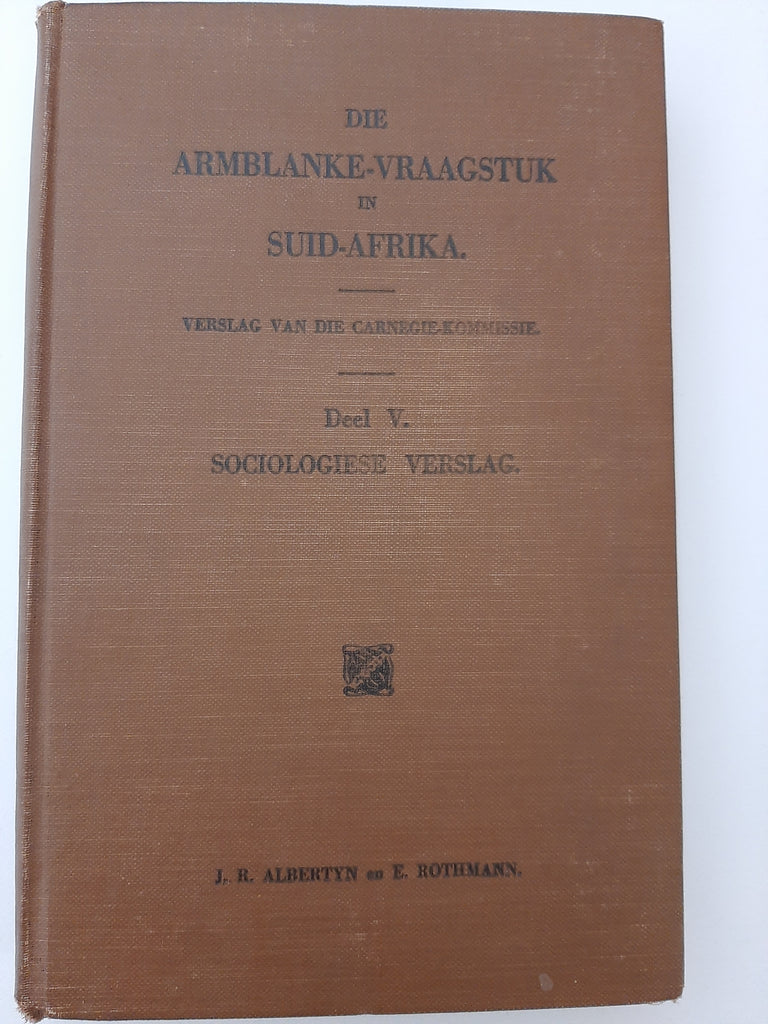 DIE
ARMBLANKE-VRAAGSTUK
IN
SUID-AFRIKA.
VERSLAG VAN DIE CARNEGIE-KOMMISSIE.
Deel V.
SOCIOLOGIESE VERSLAG.
J. R. ALBERTYN en E. ROTHMANN.